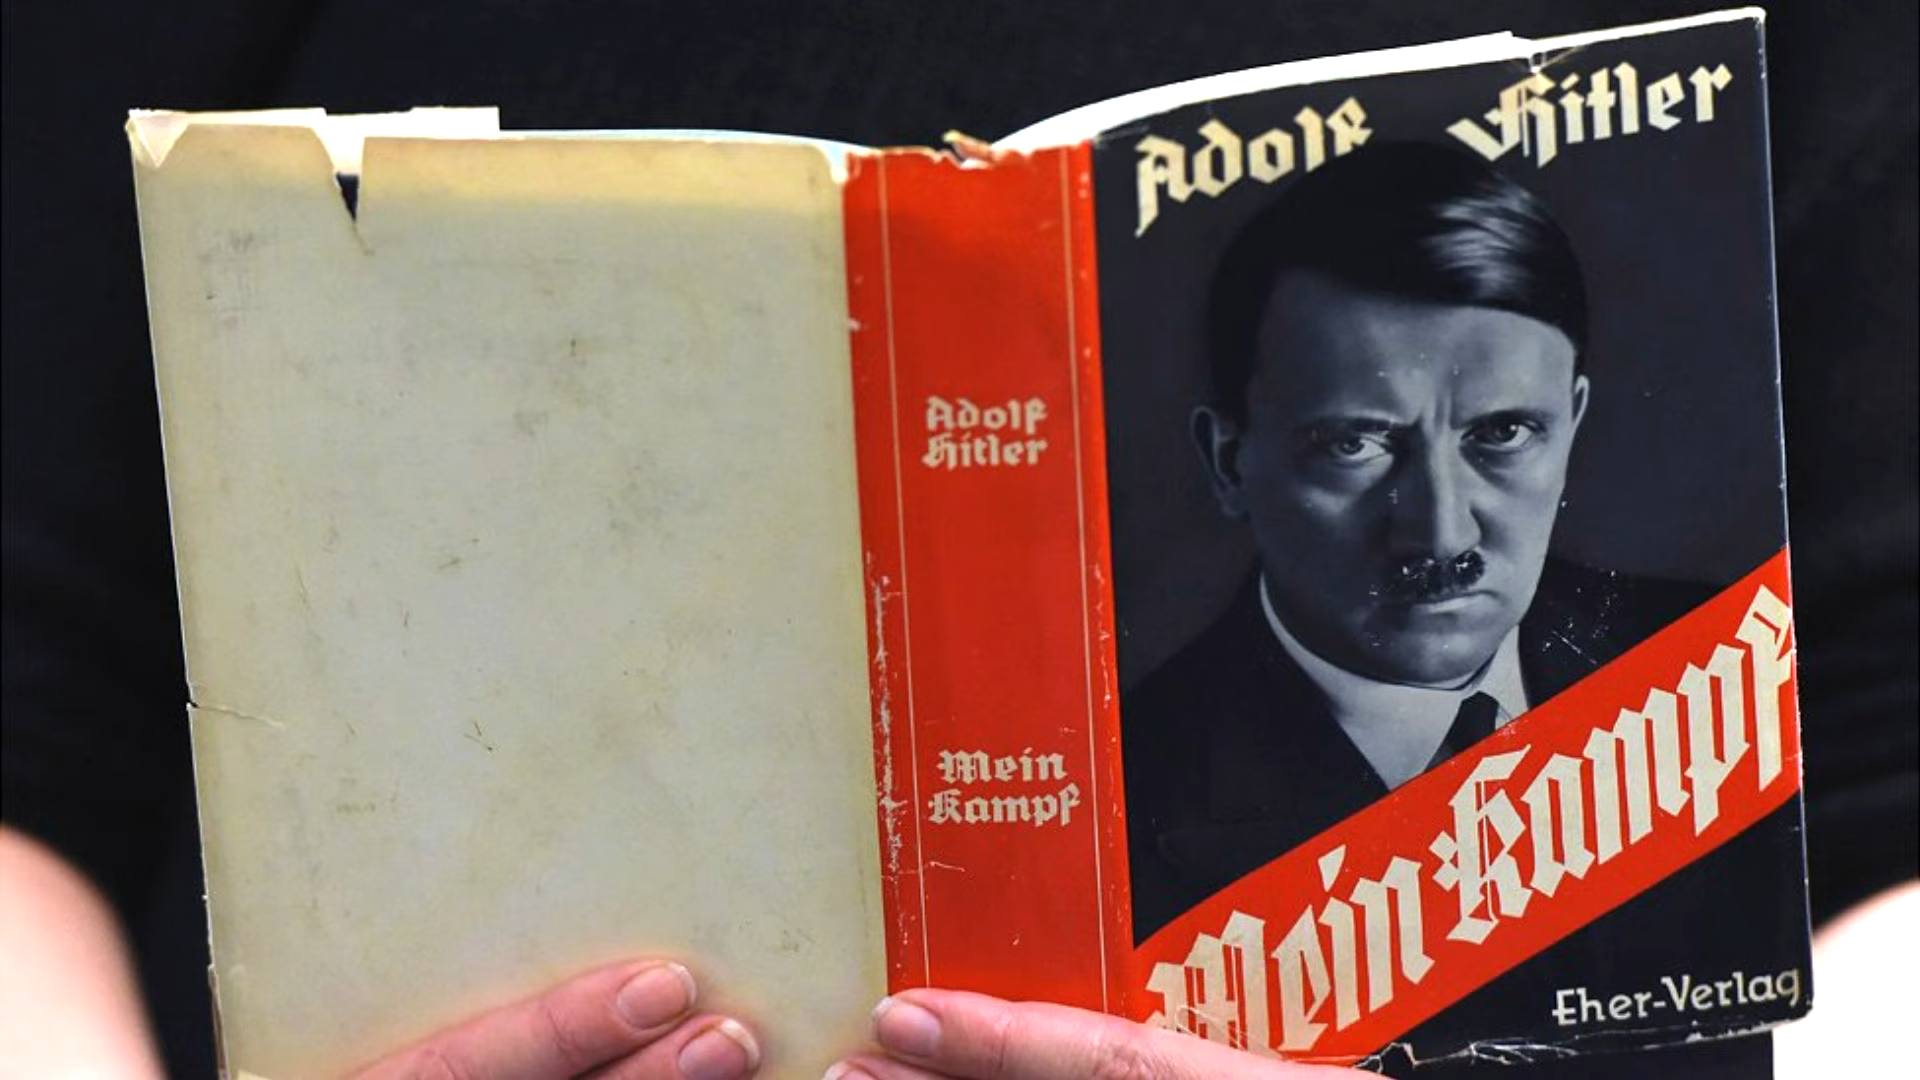 Adolf
Hitler
Mein
Kampf
Adolf Hitler
Mein Kampf
Eher-Verlag